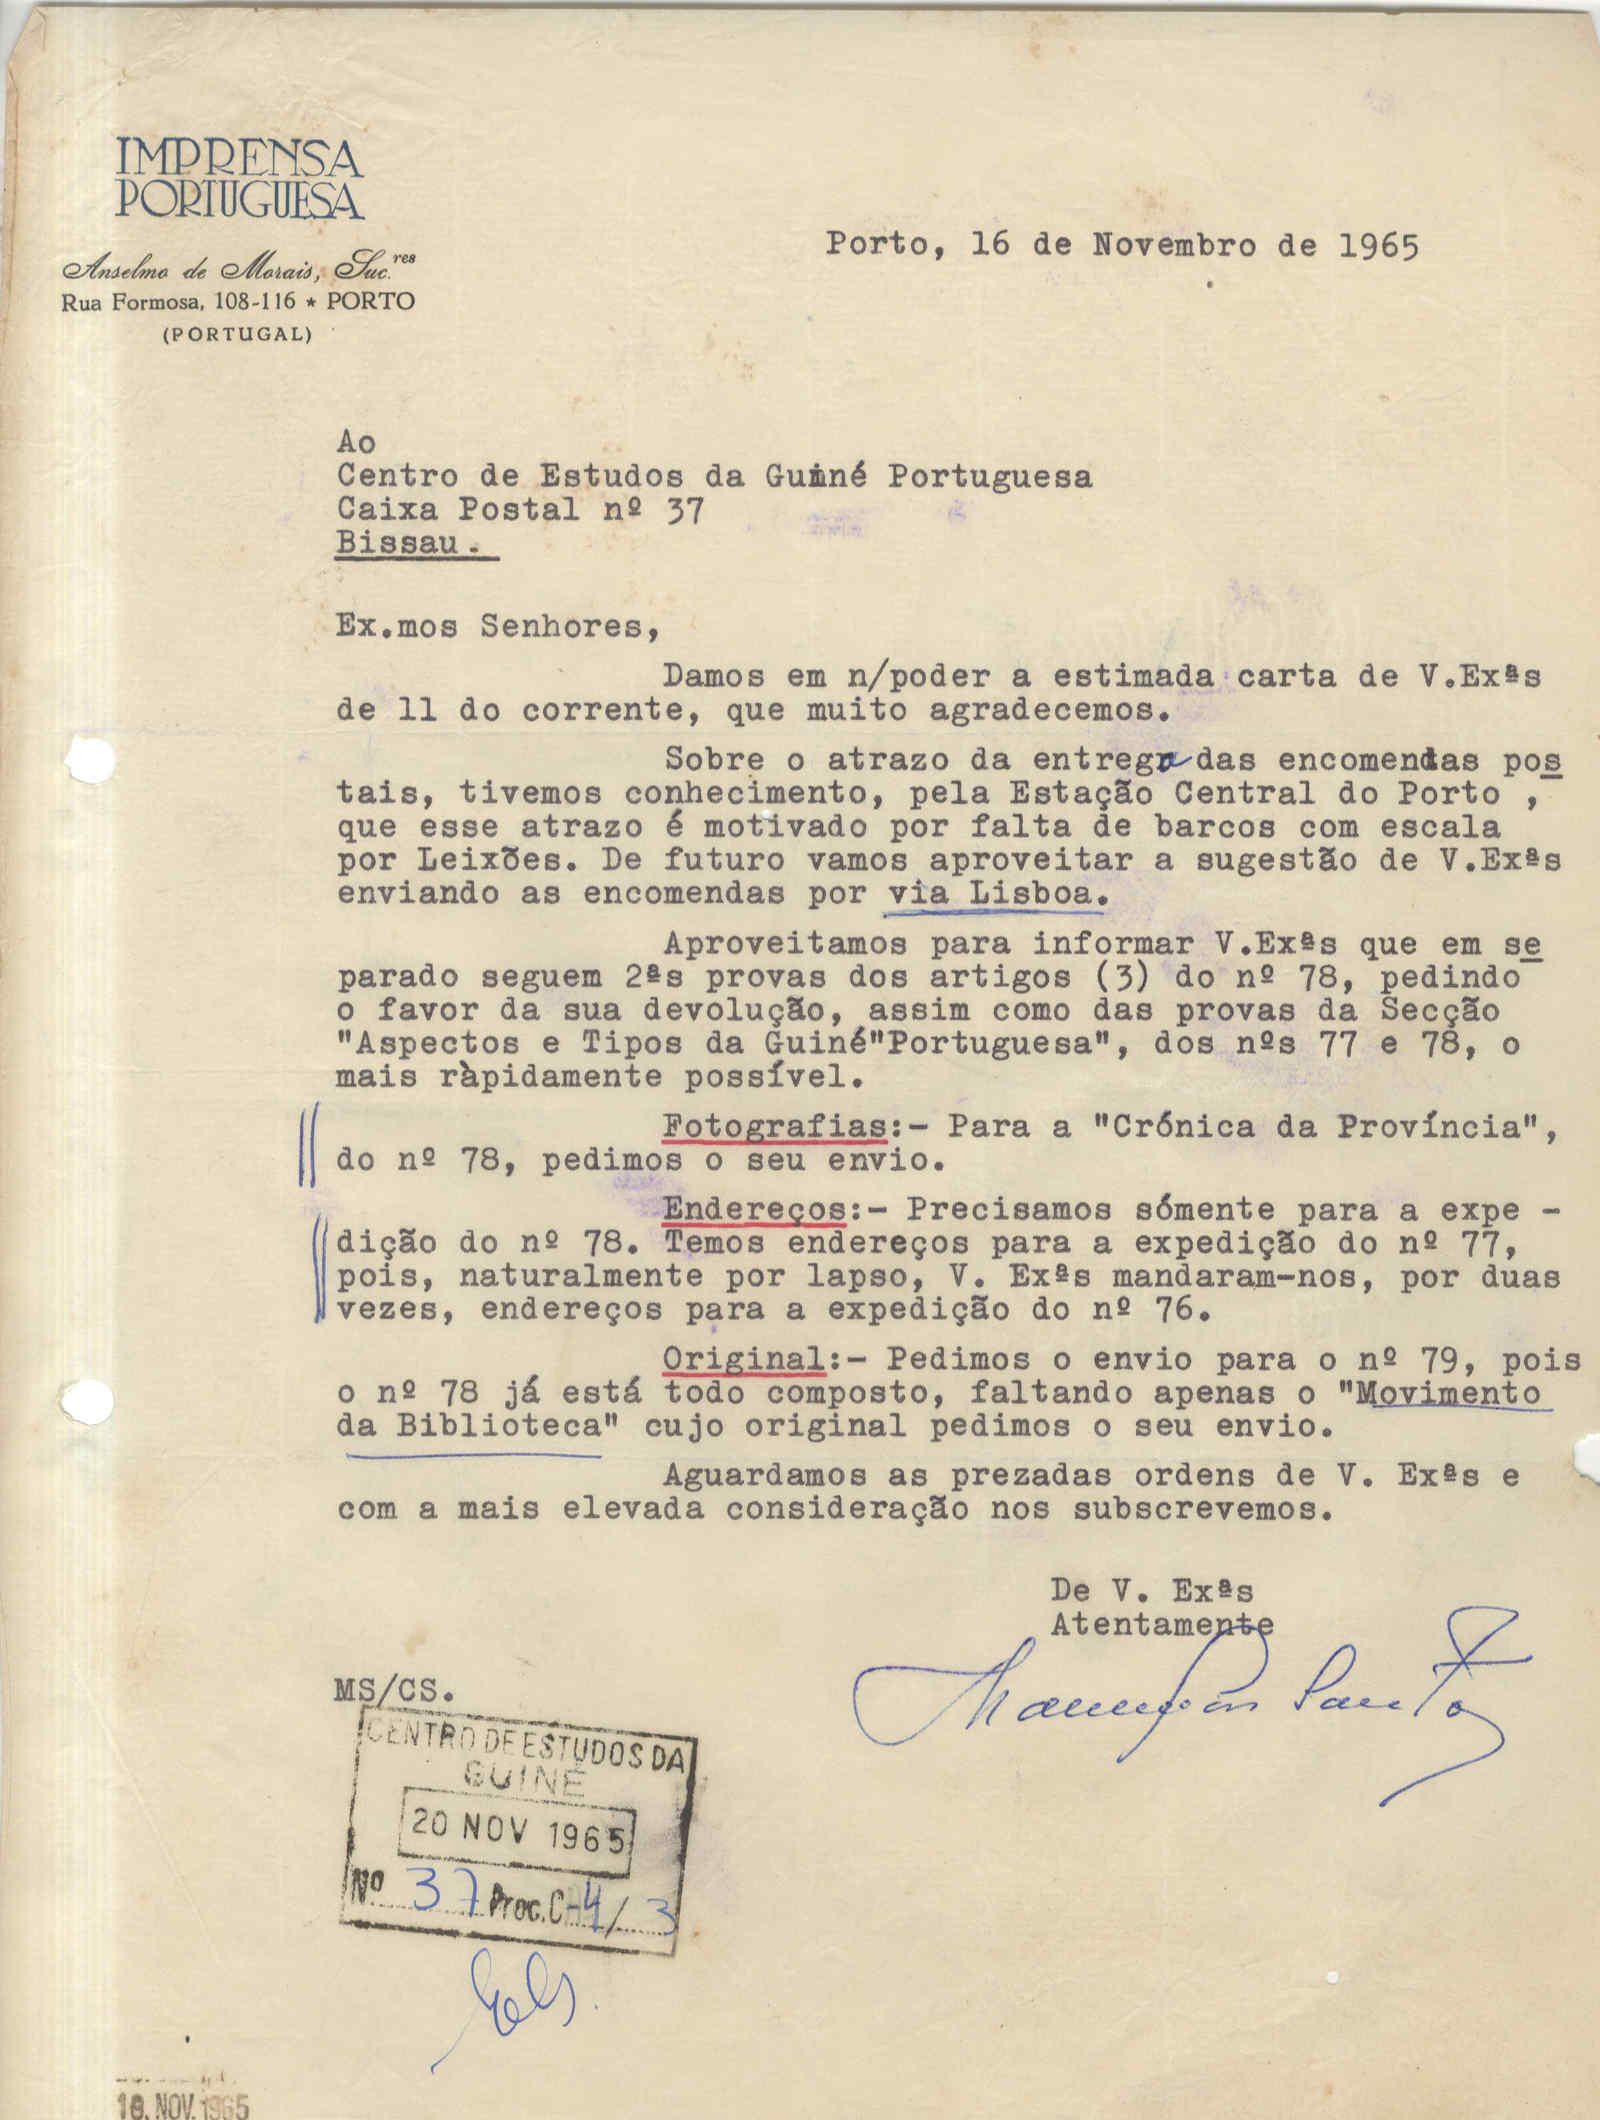 IMPRENSA
PORTUGUESA
Anselmo de Morais, Suc.res
Rua Formosa, 108-116 * PORTO
(PORTUGAL)
Porto, 16 de Novembro de 1965
Ao
Centro de Estudos da Guiné Portuguesa
Caixa Postal nº 37
Bissau.
Ex.mos Senhores,
Damos em n/poder a estimada carta de V.Exªs
de 11 do corrente, que muito agradecemos.
Sobre o atrazo da entrega das encomendas pos
tais, tivemos conhecimento, pela Estação Central do Porto ,
que esse atrazo é motivado por falta de barcos com escala
por Leixões. De futuro vamos aproveitar a sugestão de V.Exªs
enviando as encomendas por via Lisboa.
Aproveitamos para informar V.Exªs que em se
parado seguem 2ªs provas dos artigos (3) do nº 78, pedindo
o favor da sua devolução, assim como das provas da Secção
"Aspectos e Tipos da Guiné"Portuguesa", dos nºs 77 e 78, o
mais ràpidamente possível.
Fotografias:- Para a "Crónica da Província",
do nº 78, pedimos o seu envio.
Endereços:- Precisamos sómente para a expe -
dição do nº 78. Temos endereços para a expedição do nº 77,
pois, naturalmente por lapso, V. Exªs mandaram-nos, por duas
vezes, endereços para a expedição do nº 76.
Original:- Pedimos o envio para o nº 79, pois
o nº 78 já está todo composto, faltando apenas o "Movimento
da Biblioteca" cujo original pedimos o seu envio.
Aguardamos as prezadas ordens de V. Exªs e
com a mais elevada consideração nos subscrevemos.
De V. Exªs
Atentamente
MS/CS.
CENTRO DE ESTUDOS DA
GUINÉ
20 NOV 1965
Nº 37 Proc. C-4/3
18. NOV. 1965